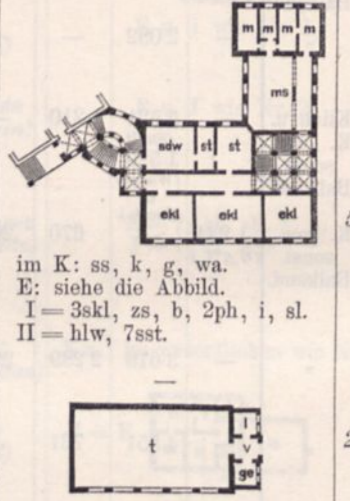 m m m m
ms
sdw st st
ekl ekl ekl
im K: ss, k, g, wa.
E: siehe die Abbild.
I = 3skl, zs, b, 2ph, i, sl.
II = hlw, 7sst.
—
l
t v
ge